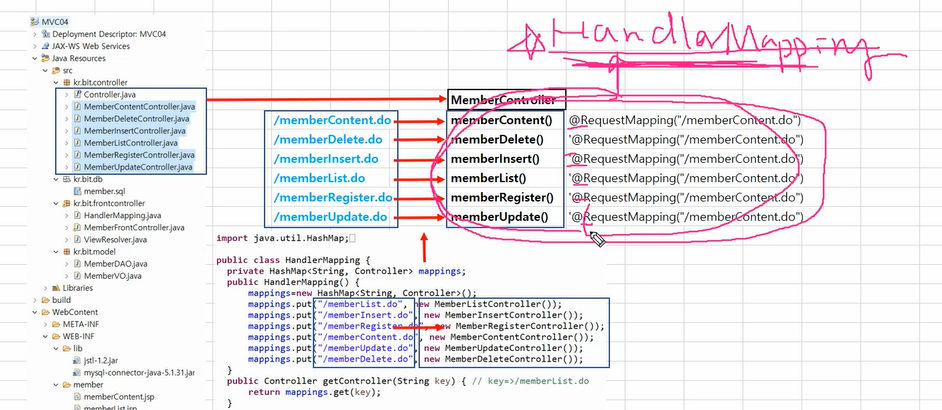 HandlerMapping
MVC04
Deployment Descriptor: MVC04
JAX-WS Web Services
Java Resources
src
kr.bit.controller
Controller.java
MemberContentController.java
MemberDeleteController.java
MemberInsertController.java
MemberListController.java
MemberRegisterController.java
MemberUpdateController.java
kr.bit.db
member.sql
kr.bit.frontcontroller
HandlerMapping.java
MemberFrontController.java
ViewResolver.java
kr.bit.model
MemberDAO.java
MemberVO.java
Libraries
build
WebContent
META-INF
WEB-INF
lib
jstl-1.2.jar
mysql-connector-java-5.1.31.jar
member
memberContent.jsp
memberList.jsp
MemberController
/memberContent.do memberContent() @RequestMapping("/memberContent.do")
/memberDelete.do memberDelete() '@RequestMapping("/memberContent.do")
/memberInsert.do memberInsert() '@RequestMapping("/memberContent.do")
/memberList.do memberList() '@RequestMapping("/memberContent.do")
/memberRegister.do memberRegister() '@RequestMapping("/memberContent.do")
/memberUpdate.do memberUpdate() '@RequestMapping("/memberContent.do")
import java.util.HashMap;
public class HandlerMapping {
private HashMap<String, Controller> mappings;
public HandlerMapping() {
mappings=new HashMap<String, Controller>();
mappings.put("/memberList.do", new MemberListController());
mappings.put("/memberInsert.do", new MemberInsertController());
mappings.put("/memberRegister.do", new MemberRegisterController());
mappings.put("/memberContent.do", new MemberContentController());
mappings.put("/memberUpdate.do", new MemberUpdateController());
mappings.put("/memberDelete.do", new MemberDeleteController());
}
public Controller getController(String key) { // key=>/memberList.do
return mappings.get(key);
}